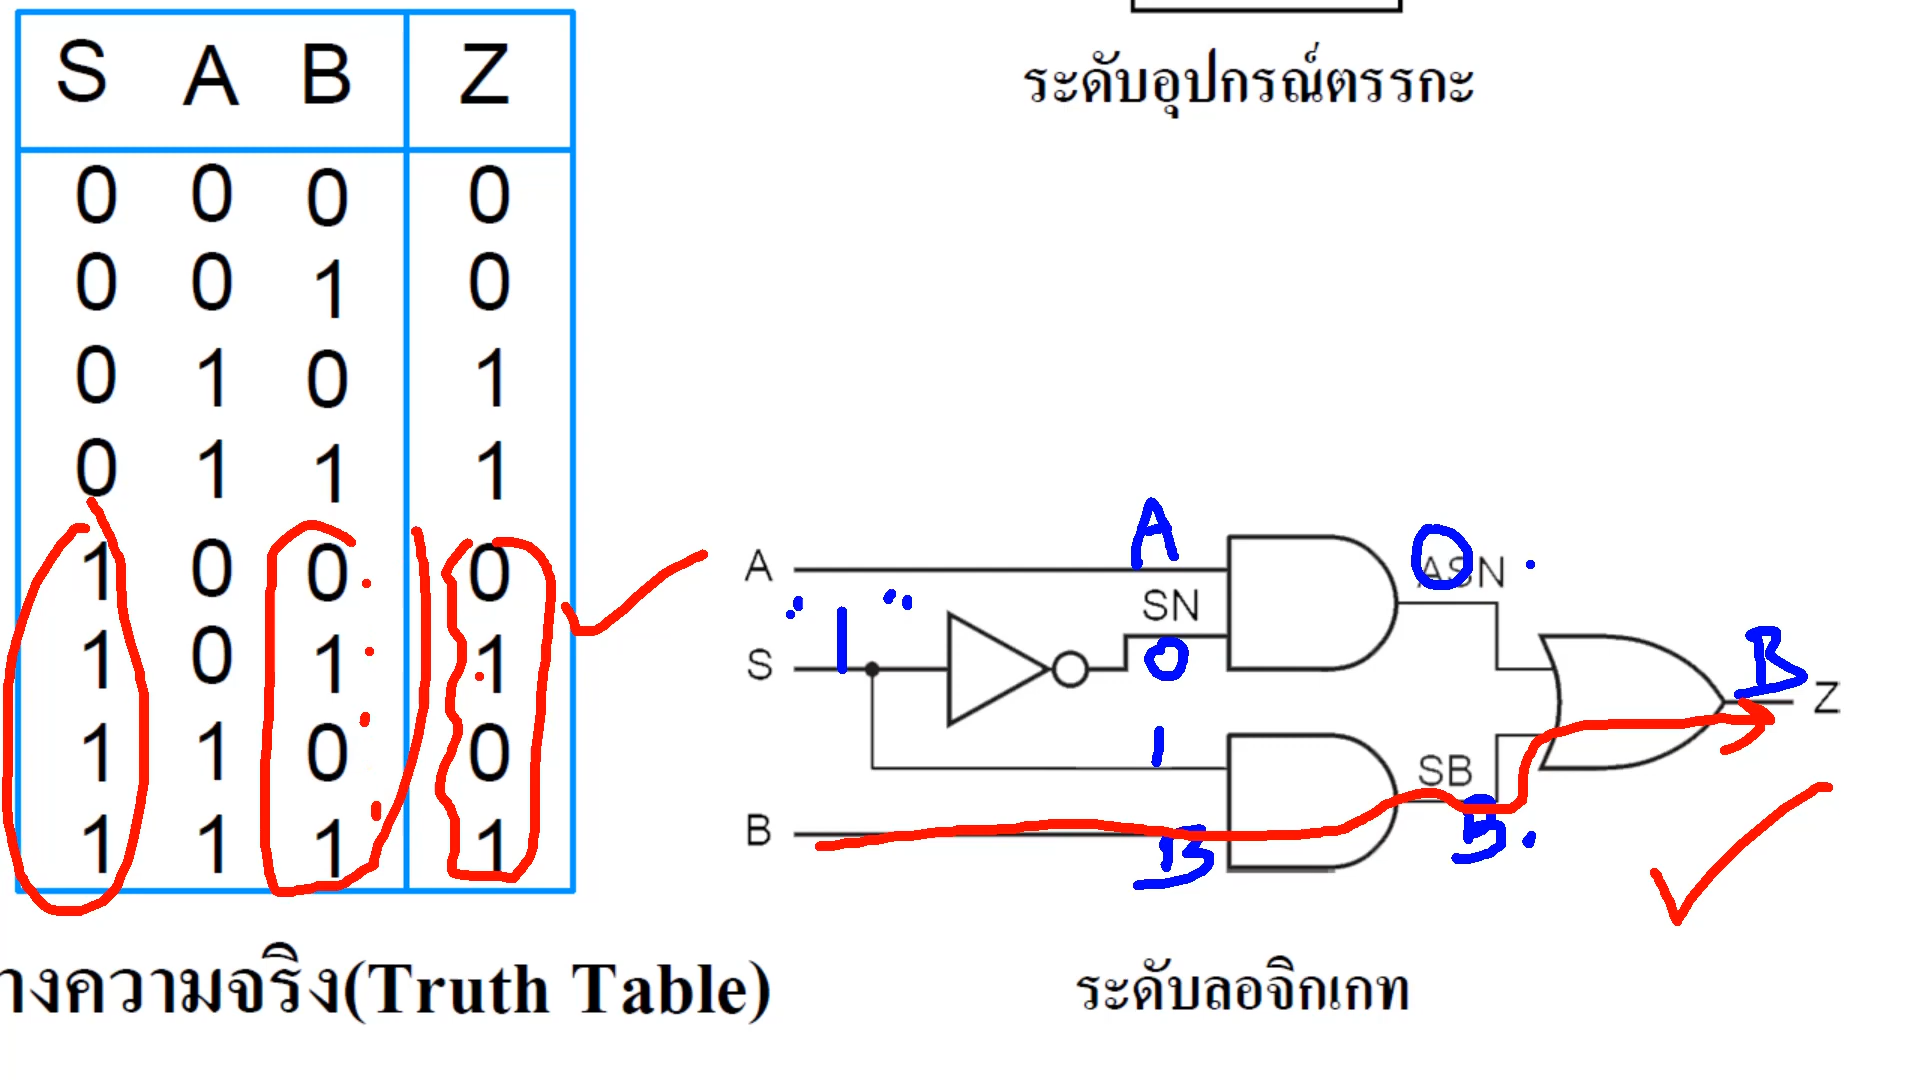 S A B Z
0 0 0 0
0 0 1 0
0 1 0 1
0 1 1 1
1 0 0 0
1 0 1 1
1 1 0 0
1 1 1 1
างความจริง(Truth Table)
ระดับอุปกรณ์ตรรกะ
A
A
SN
0
ASN
S
" 1 "
0
B
Z
1
SB
B
B
B
ระดับลอจิกเกท